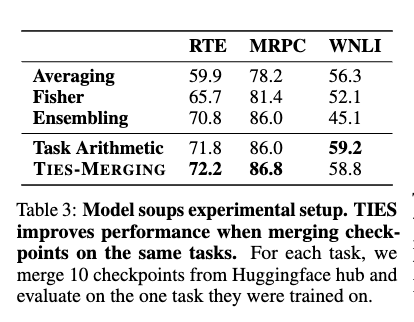 RTE MRPC WNLI
Averaging 59.9 78.2 56.3
Fisher 65.7 81.4 52.1
Ensembling 70.8 86.0 45.1
Task Arithmetic 71.8 86.0 59.2
TIES-MERGING 72.2 86.8 58.8
Table 3: Model soups experimental setup. TIES
improves performance when merging check-
points on the same tasks. For each task, we
merge 10 checkpoints from Huggingface hub and
evaluate on the one task they were trained on.